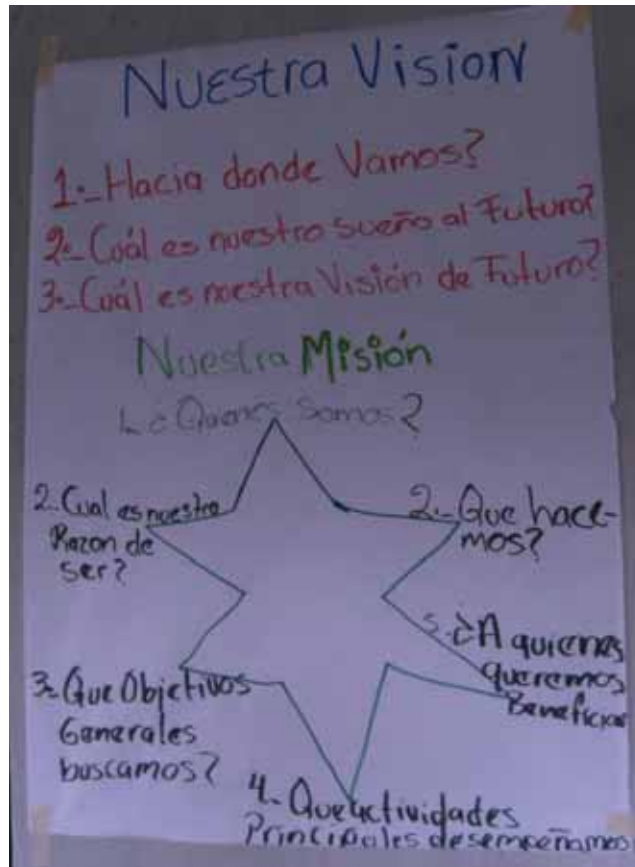 Nuestra Vision
1.- Hacia donde Vamos?
2.- Cuál es nuestro sueño al Futuro?
3.- Cuál es nuestra Visión de Futuro?
Nuestra Misión
1.- ¿Quienes Somos?
2.- Cual es nuestra
Razon de
ser?
2.- Que hace-
mos?
3.- Que Objetivos
Generales
buscamos?
5.- ¿A quienes
queremos
Beneficiar
4.- Que actividades
Principales desempeñamos